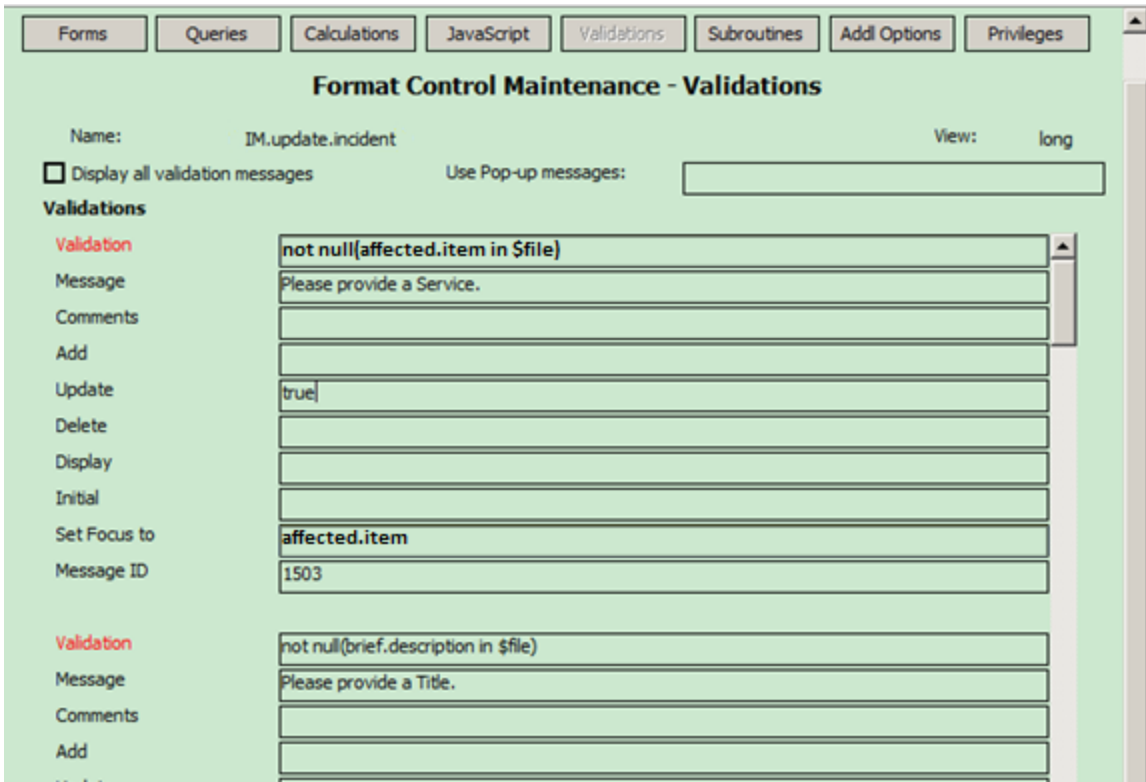 Forms Queries Calculations JavaScript Validations Subroutines Addl Options Privileges
Format Control Maintenance - Validations
Name: IM.update.incident View: long
Display all validation messages Use Pop-up messages:
Validations
Validation not null(affected.item in $file)
Message Please provide a Service.
Comments
Add
Update true
Delete
Display
Initial
Set Focus to affected.item
Message ID 1503
Validation not null(brief.description in $file)
Message Please provide a Title.
Comments
Add